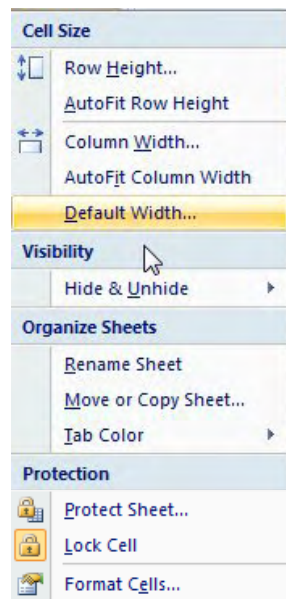 Cell Size
Row Height...
AutoFit Row Height
Column Width...
AutoFit Column Width
Default Width...
Visibility
Hide & Unhide
Organize Sheets
Rename Sheet
Move or Copy Sheet...
Tab Color
Protection
Protect Sheet...
Lock Cell
Format Cells...